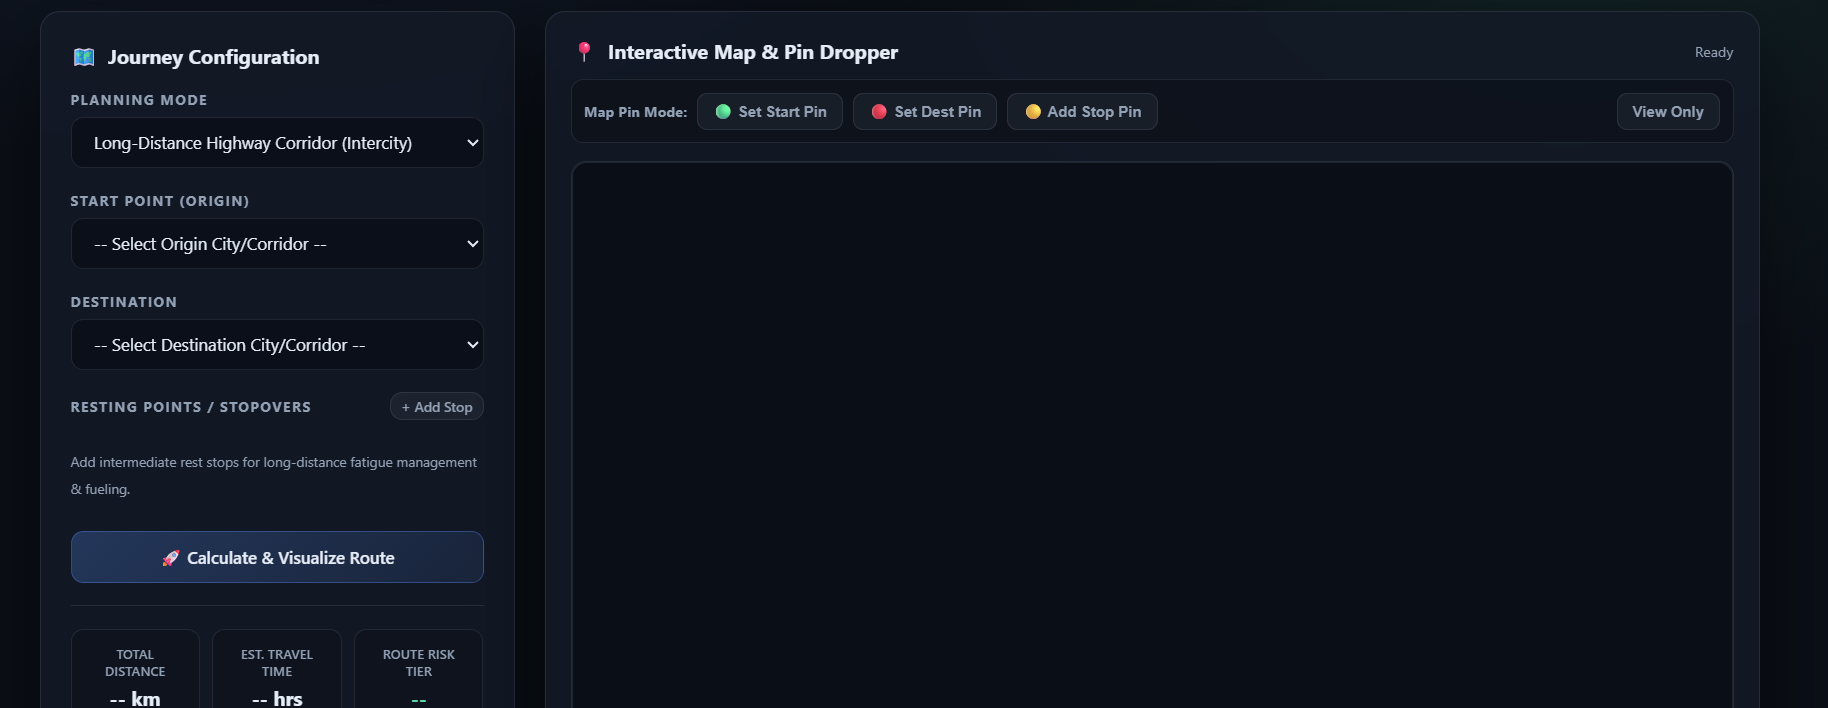 Journey Configuration
PLANNING MODE
Long-Distance Highway Corridor (Intercity)
START POINT (ORIGIN)
-- Select Origin City/Corridor --
DESTINATION
-- Select Destination City/Corridor --
RESTING POINTS / STOPOVERS
+ Add Stop
Add intermediate rest stops for long-distance fatigue management
& fueling.
Calculate & Visualize Route
TOTAL
DISTANCE
-- km
EST. TRAVEL
TIME
-- hrs
ROUTE RISK
TIER
--
Interactive Map & Pin Dropper
Ready
Map Pin Mode:
Set Start Pin
Set Dest Pin
Add Stop Pin
View Only